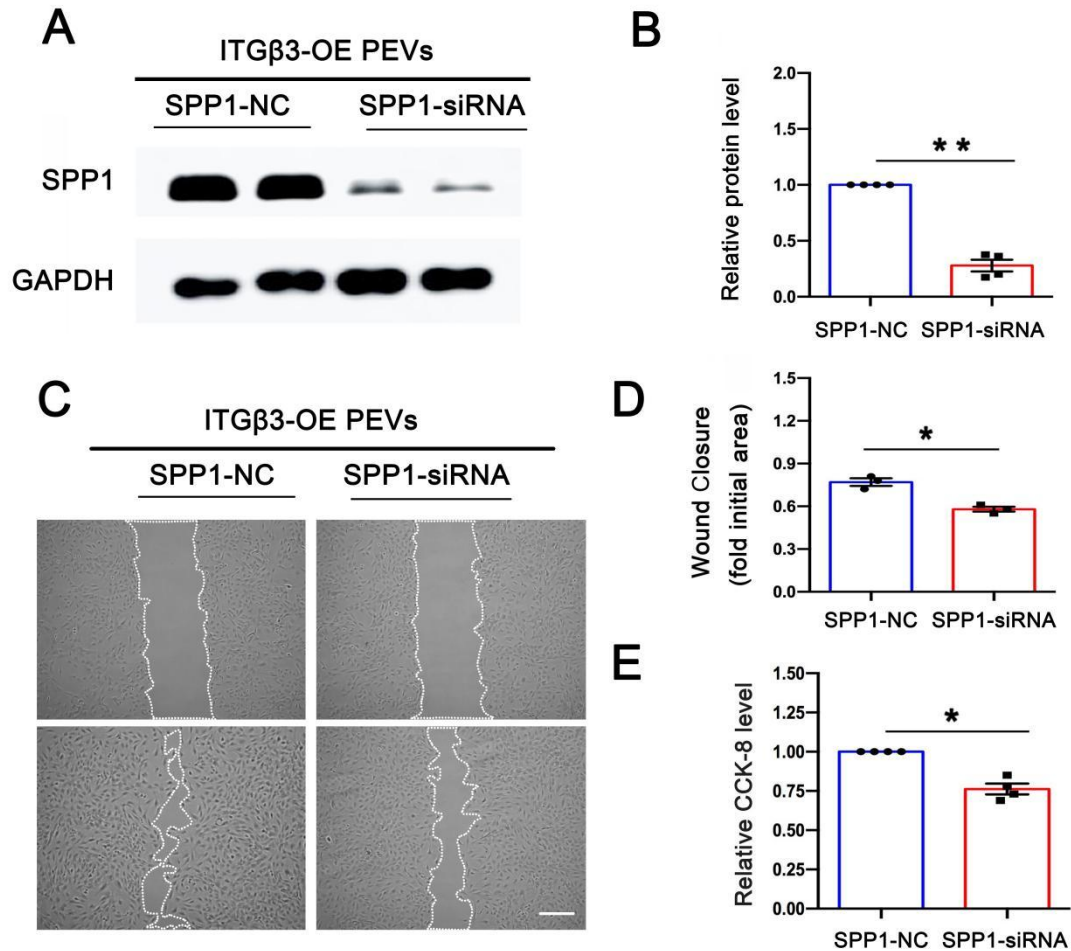 A
ITGβ3-OE PEVs
SPP1-NC SPP1-siRNA
SPP1
GAPDH
B
Relative protein level
2.0
1.5
1.0
0.5
0.0
**
SPP1-NC SPP1-siRNA
C
ITGβ3-OE PEVs
SPP1-NC SPP1-siRNA
D
Wound Closure
(fold initial area)
1.5
1.2
0.9
0.6
0.3
0.0
*
SPP1-NC SPP1-siRNA
E
Relative CCK-8 level
1.50
1.25
1.00
0.75
0.50
0.25
0.00
*
SPP1-NC SPP1-siRNA